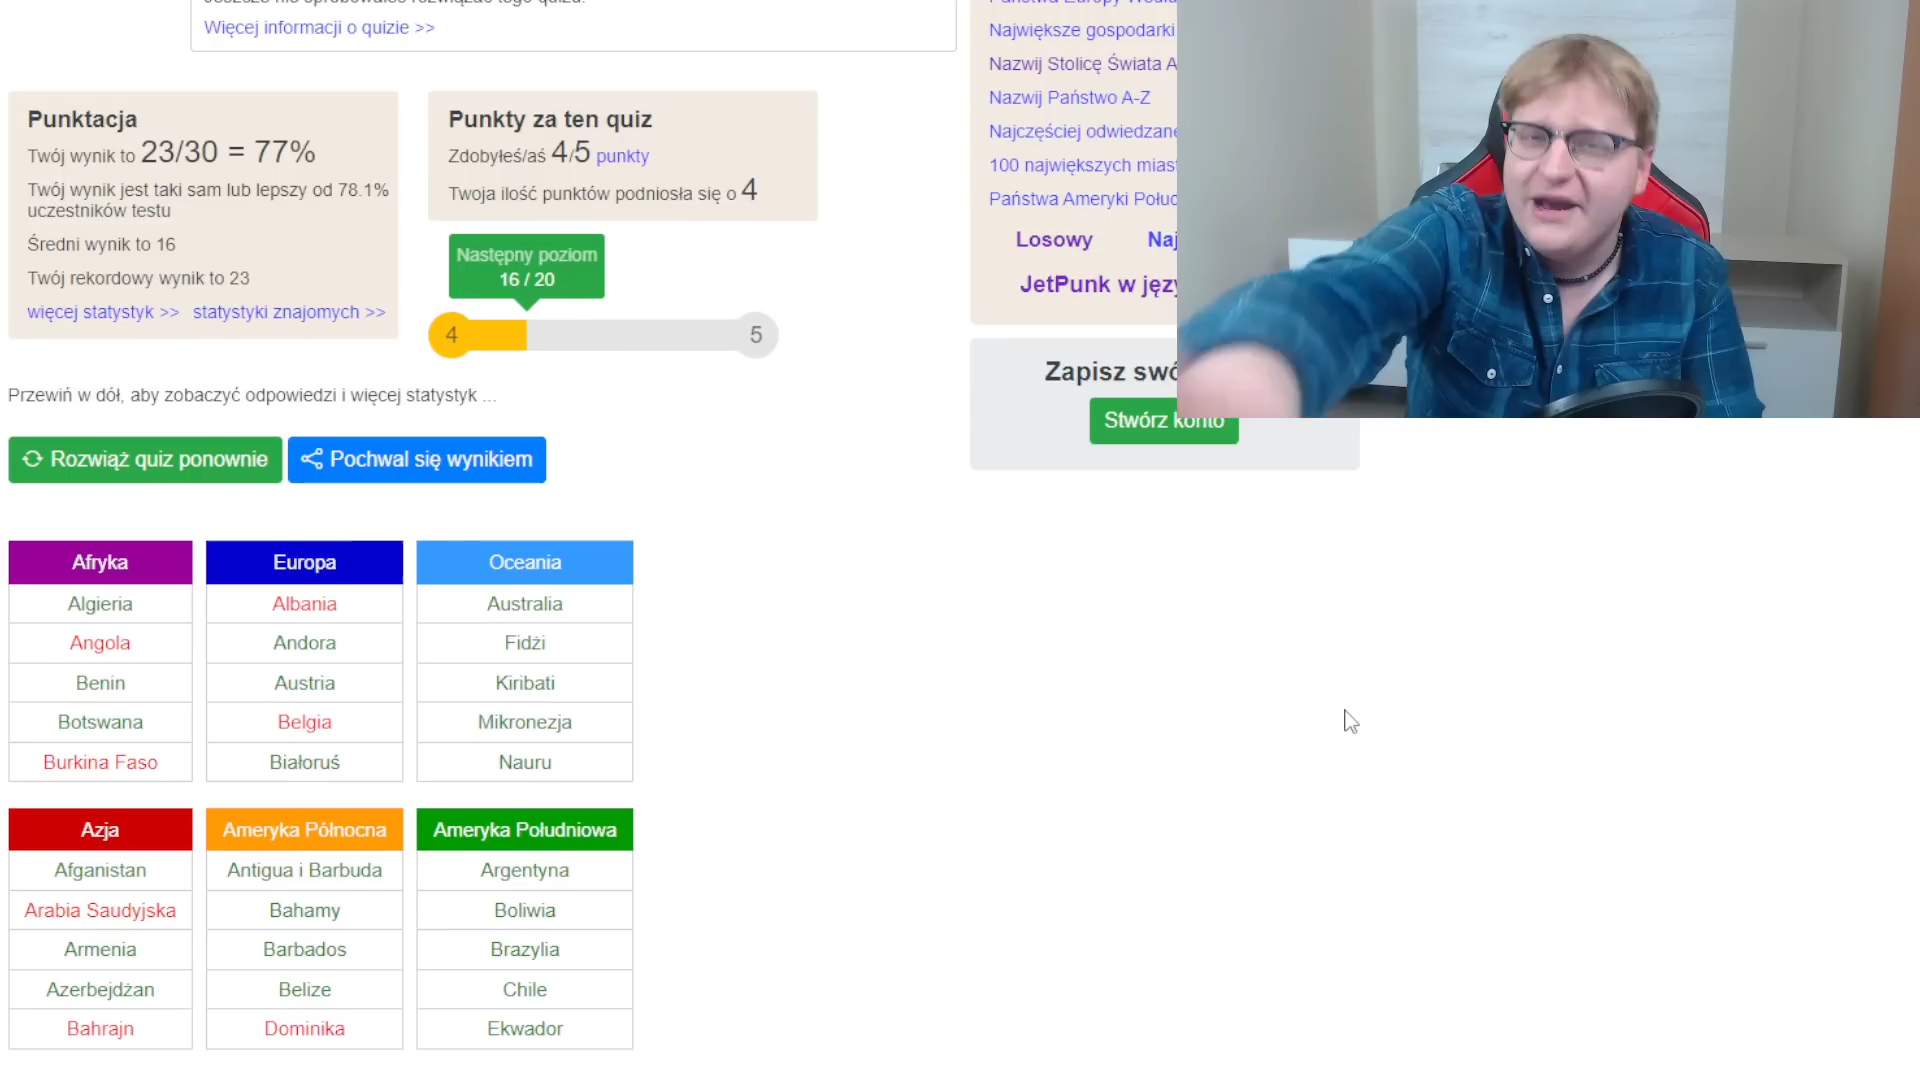 Więcej informacji o quizie >>
Punktacja
Twój wynik to 23/30 = 77%
Twój wynik jest taki sam lub lepszy od 78.1%
uczestników testu
Średni wynik to 16
Twój rekordowy wynik to 23
więcej statystyk >> statystyki znajomych >>
Punkty za ten quiz
Zdobyłeś/aś 4/5 punkty
Twoja ilość punktów podniosła się o 4
Następny poziom
16 / 20
4
5
Przewiń w dół, aby zobaczyć odpowiedzi i więcej statystyk ...
Rozwiąż quiz ponownie
Pochwal się wynikiem
Największe gospodarki
Nazwij Stolicę Świata A
Nazwij Państwo A-Z
Najczęściej odwiedzane
100 największych miast
Państwa Ameryki Połud
Losowy Naj
JetPunk w języ
Zapisz swó
Stwórz konto
Afryka
Algieria
Angola
Benin
Botswana
Burkina Faso
Europa
Albania
Andora
Austria
Belgia
Białoruś
Oceania
Australia
Fidżi
Kiribati
Mikronezja
Nauru
Azja
Afganistan
Arabia Saudyjska
Armenia
Azerbejdżan
Bahrajn
Ameryka Północna
Antigua i Barbuda
Bahamy
Barbados
Belize
Dominika
Ameryka Południowa
Argentyna
Boliwia
Brazylia
Chile
Ekwador